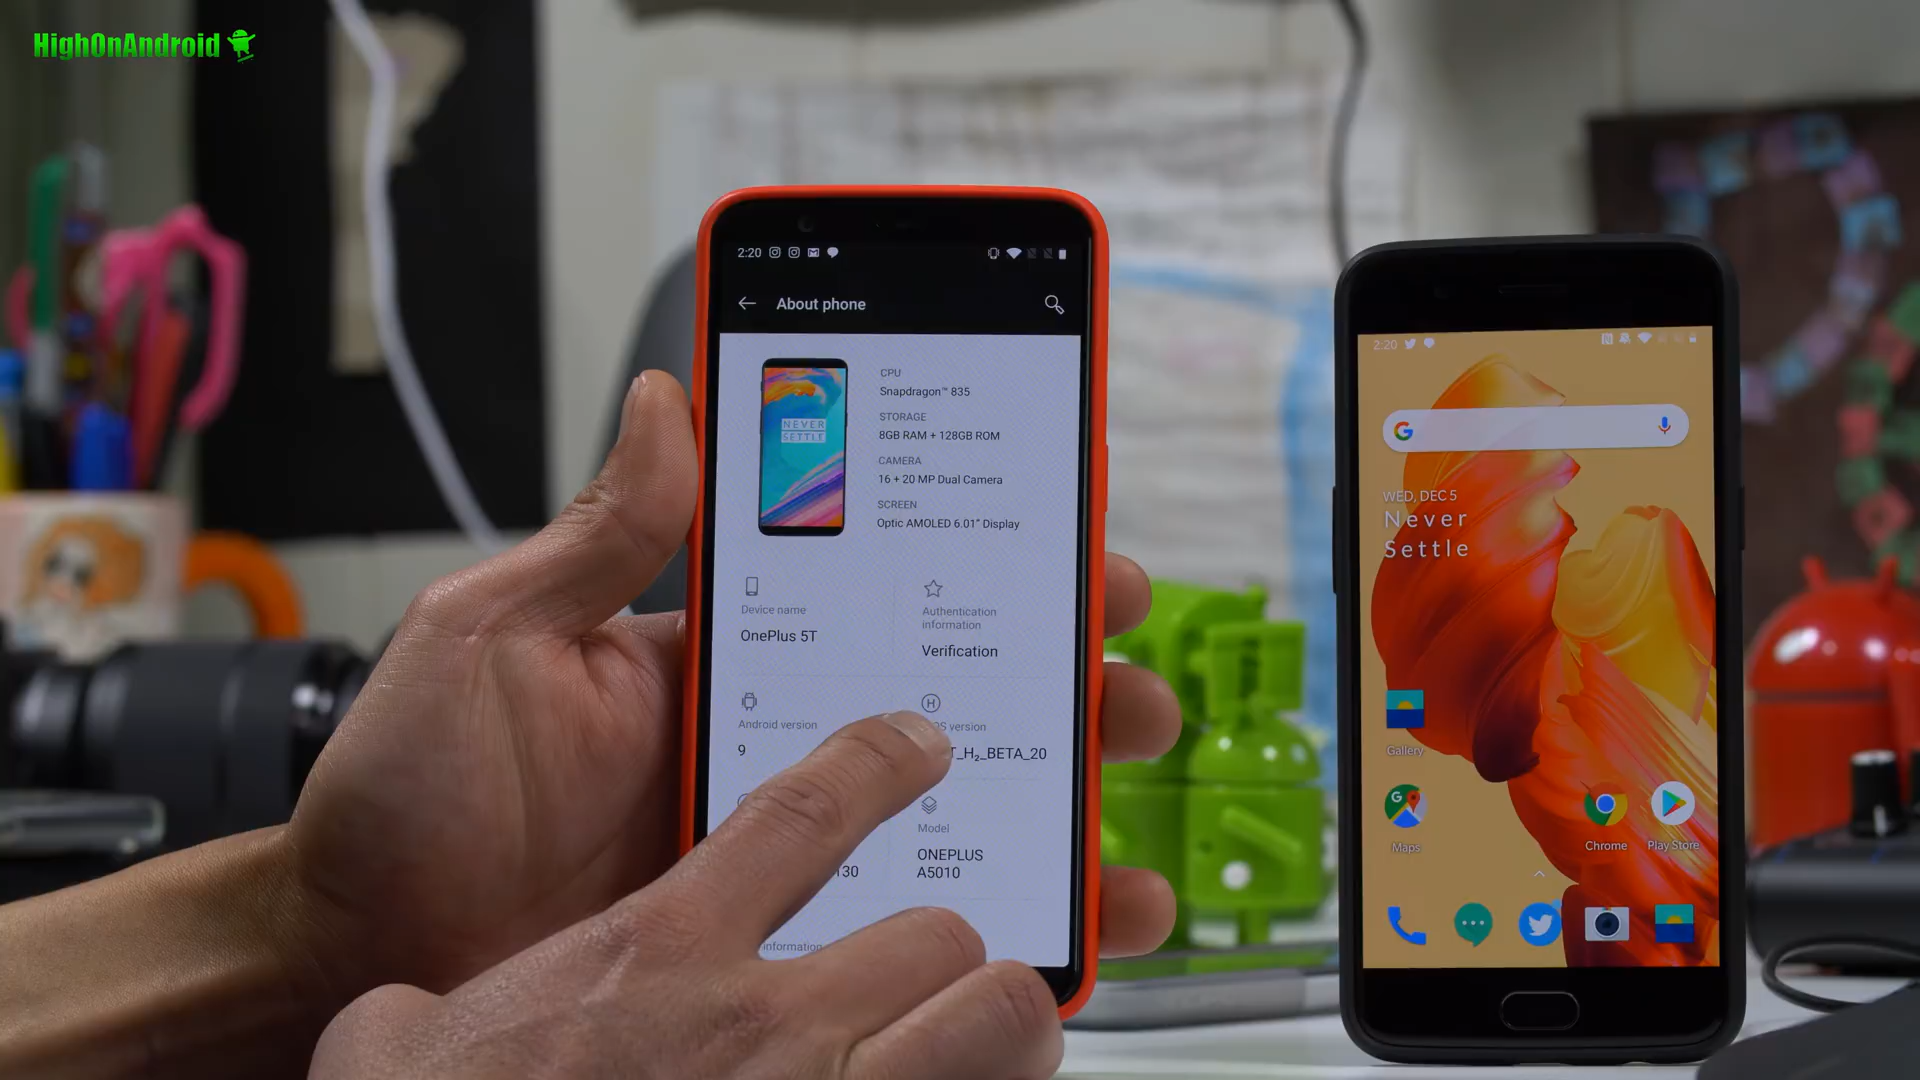 HighOnAndroid
2:20
About phone
CPU
Snapdragon™ 835
STORAGE
8GB RAM + 128GB ROM
CAMERA
16 + 20 MP Dual Camera
SCREEN
Optic AMOLED 6.01" Display
NEVER
SETTLE
Device name
OnePlus 5T
Authentication
information
Verification
Android version
9
version
T_H₂_BETA_20
Model
ONEPLUS
A5010
130
information
2:20
WED, DEC 5
Never
Settle
Gallery
Maps
Chrome
Play Store